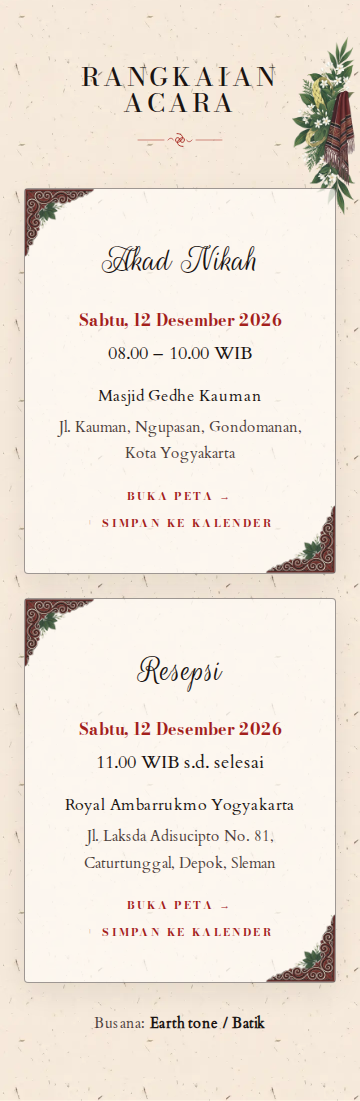 RANGKAIAN
ACARA
Akad Nikah
Sabtu, 12 Desember 2026
08.00 – 10.00 WIB
Masjid Gedhe Kauman
Jl. Kauman, Ngupasan, Gondomanan,
Kota Yogyakarta
BUKA PETA →
SIMPAN KE KALENDER
Resepsi
Sabtu, 12 Desember 2026
11.00 WIB s.d. selesai
Royal Ambarrukmo Yogyakarta
Jl. Laksda Adisucipto No. 81,
Caturtunggal, Depok, Sleman
BUKA PETA →
SIMPAN KE KALENDER
Busana: Earth tone / Batik